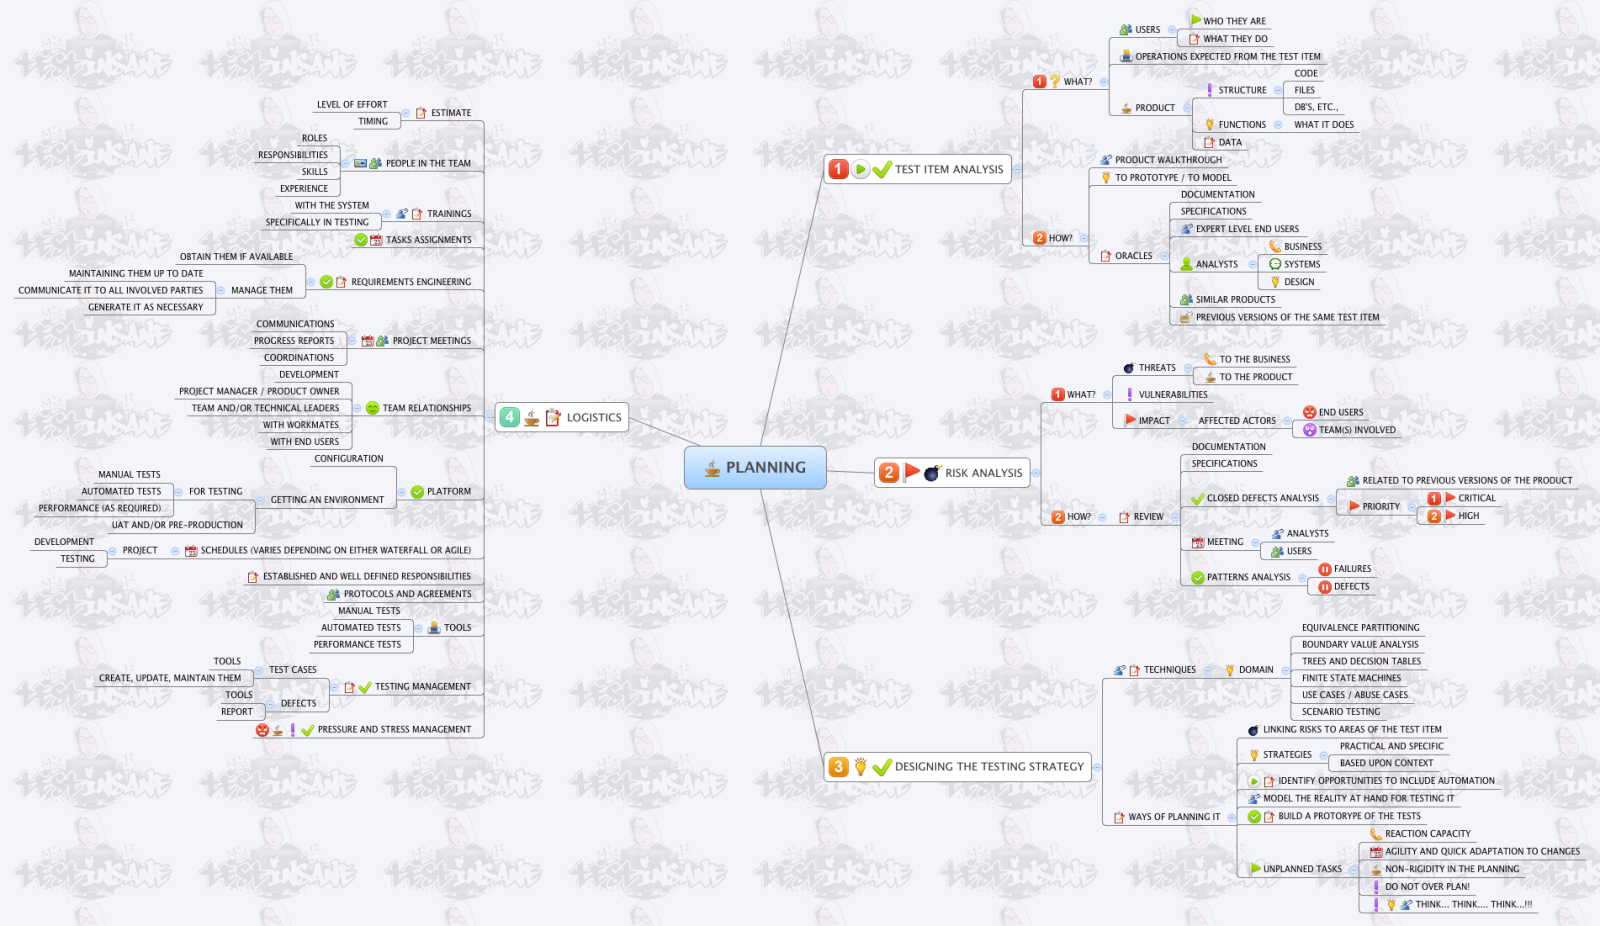 PLANNING
1 TEST ITEM ANALYSIS
1 ? WHAT?
USERS
WHO THEY ARE
WHAT THEY DO
OPERATIONS EXPECTED FROM THE TEST ITEM
PRODUCT
! STRUCTURE
CODE
FILES
DB'S, ETC.,
FUNCTIONS
WHAT IT DOES
DATA
2 HOW?
PRODUCT WALKTHROUGH
TO PROTOTYPE / TO MODEL
ORACLES
DOCUMENTATION
SPECIFICATIONS
EXPERT LEVEL END USERS
ANALYSTS
BUSINESS
SYSTEMS
DESIGN
SIMILAR PRODUCTS
PREVIOUS VERSIONS OF THE SAME TEST ITEM
2 RISK ANALYSIS
1 WHAT?
THREATS
TO THE BUSINESS
TO THE PRODUCT
! VULNERABILITIES
IMPACT
AFFECTED ACTORS
END USERS
TEAM(S) INVOLVED
2 HOW?
REVIEW
DOCUMENTATION
SPECIFICATIONS
CLOSED DEFECTS ANALYSIS
RELATED TO PREVIOUS VERSIONS OF THE PRODUCT
PRIORITY
1 CRITICAL
2 HIGH
MEETING
ANALYSTS
USERS
PATTERNS ANALYSIS
FAILURES
DEFECTS
3 DESIGNING THE TESTING STRATEGY
TECHNIQUES
DOMAIN
EQUIVALENCE PARTITIONING
BOUNDARY VALUE ANALYSIS
TREES AND DECISION TABLES
FINITE STATE MACHINES
USE CASES / ABUSE CASES
SCENARIO TESTING
WAYS OF PLANNING IT
LINKING RISKS TO AREAS OF THE TEST ITEM
STRATEGIES
PRACTICAL AND SPECIFIC
BASED UPON CONTEXT
IDENTIFY OPPORTUNITIES TO INCLUDE AUTOMATION
MODEL THE REALITY AT HAND FOR TESTING IT
BUILD A PROTORYPE OF THE TESTS
UNPLANNED TASKS
REACTION CAPACITY
AGILITY AND QUICK ADAPTATION TO CHANGES
NON-RIGIDITY IN THE PLANNING
! DO NOT OVER PLAN!
! THINK... THINK.... THINK...!!!
4 LOGISTICS
ESTIMATE
LEVEL OF EFFORT
TIMING
PEOPLE IN THE TEAM
ROLES
RESPONSIBILITIES
SKILLS
EXPERIENCE
TRAININGS
WITH THE SYSTEM
SPECIFICALLY IN TESTING
TASKS ASSIGNMENTS
REQUIREMENTS ENGINEERING
OBTAIN THEM IF AVAILABLE
MANAGE THEM
MAINTAINING THEM UP TO DATE
COMMUNICATE IT TO ALL INVOLVED PARTIES
GENERATE IT AS NECESSARY
PROJECT MEETINGS
COMMUNICATIONS
PROGRESS REPORTS
COORDINATIONS
TEAM RELATIONSHIPS
DEVELOPMENT
PROJECT MANAGER / PRODUCT OWNER
TEAM AND/OR TECHNICAL LEADERS
WITH WORKMATES
WITH END USERS
PLATFORM
CONFIGURATION
GETTING AN ENVIRONMENT
FOR TESTING
MANUAL TESTS
AUTOMATED TESTS
PERFORMANCE (AS REQUIRED)
UAT AND/OR PRE-PRODUCTION
SCHEDULES (VARIES DEPENDING ON EITHER WATERFALL OR AGILE)
PROJECT
DEVELOPMENT
TESTING
ESTABLISHED AND WELL DEFINED RESPONSIBILITIES
PROTOCOLS AND AGREEMENTS
TOOLS
MANUAL TESTS
AUTOMATED TESTS
PERFORMANCE TESTS
TESTING MANAGEMENT
TEST CASES
TOOLS
CREATE, UPDATE, MAINTAIN THEM
DEFECTS
TOOLS
REPORT
! PRESSURE AND STRESS MANAGEMENT